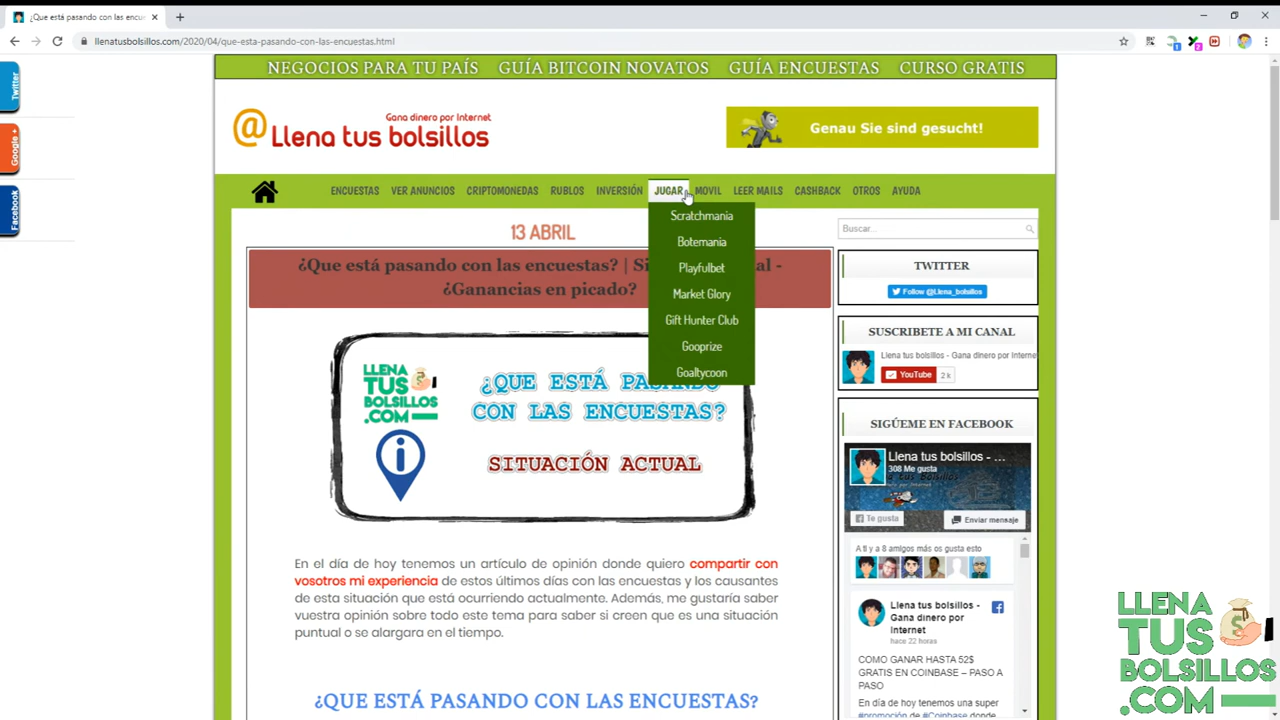 ¿Que está pasando con las encu
llenatusbolsillos.com/2020/04/que-esta-pasando-con-las-encuestas.html
Twitter
Google +
Facebook
NEGOCIOS PARA TU PAÍS GUÍA BITCOIN NOVATOS GUÍA ENCUESTAS CURSO GRATIS
Gana dinero por Internet
@Llena tus bolsillos
Genau Sie sind gesucht!
ENCUESTAS VER ANUNCIOS CRIPTOMONEDAS RUBLOS INVERSIÓN JUGAR MOVIL LEER MAILS CASHBACK OTROS AYUDA
Scratchmania
Botemania
Playfulbet
Market Glory
Gift Hunter Club
Gooprize
Goaltycoon
13 ABRIL
¿Que está pasando con las encuestas? | Si al -
¿Ganancias en picado?
LLENA
TUS
BOLSILLOS
.COM
¿QUE ESTÁ PASANDO
CON LAS ENCUESTAS?
SITUACIÓN ACTUAL
En el día de hoy tenemos un artículo de opinión donde quiero compartir con
vosotros mi experiencia de estos últimos días con las encuestas y los causantes
de esta situación que está ocurriendo actualmente. Además, me gustaría saber
vuestra opinión sobre todo este tema para saber si creen que es una situación
puntual o se alargara en el tiempo.
¿QUE ESTÁ PASANDO CON LAS ENCUESTAS?
Buscar...
TWITTER
Follow @Llena_bolsillos
SUSCRIBETE A MI CANAL
Llena tus bolsillos - Gana dinero por Interne
YouTube 2 k
SIGÚEME EN FACEBOOK
Llena tus bolsillos - ...
308 Me gusta
Te gusta
Enviar mensaje
A ti y a 8 amigos más os gusta esto
Llena tus bolsillos -
Gana dinero por
Internet
hace 22 horas
COMO GANAR HASTA 52$
GRATIS EN COINBASE – PASO A
PASO
En el día de hoy tenemos una super
#promoción de #Coinbase donde
LLENA
TUS
BOLSILLOS
.COM